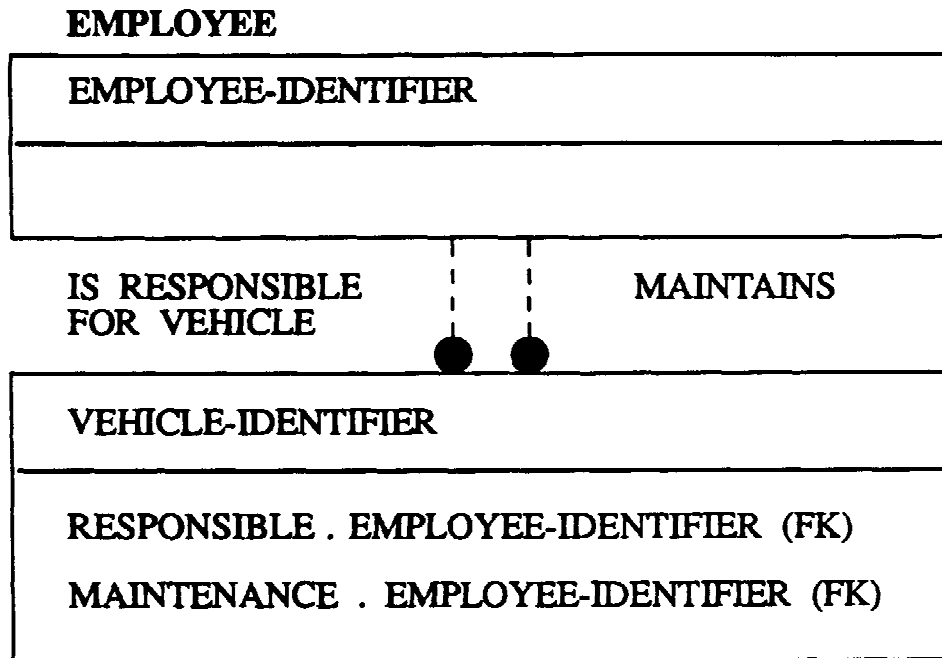 EMPLOYEE
EMPLOYEE-IDENTIFIER
IS RESPONSIBLE
FOR VEHICLE
MAINTAINS
VEHICLE-IDENTIFIER
RESPONSIBLE . EMPLOYEE-IDENTIFIER (FK)
MAINTENANCE . EMPLOYEE-IDENTIFIER (FK)